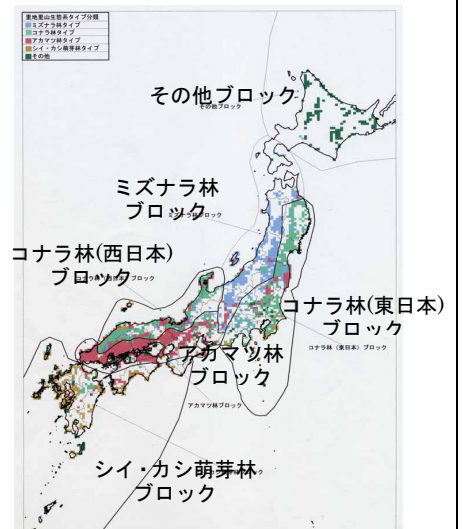 里地里山生態系タイプ分類
ミズナラ林タイプ
コナラ林タイプ
アカマツ林タイプ
シイ・カシ萌芽林タイプ
その他
その他ブロック
その他ブロック
ミズナラ林
ブロック
ミズナラ林ブロック
コナラ林(西日本)
ブロック
コナラ林(西日本)ブロック
コナラ林(東日本)
ブロック
コナラ林（東日本）ブロック
アカマツ林
ブロック
アカマツ林ブロック
シイ・カシ萌芽林
ブロック